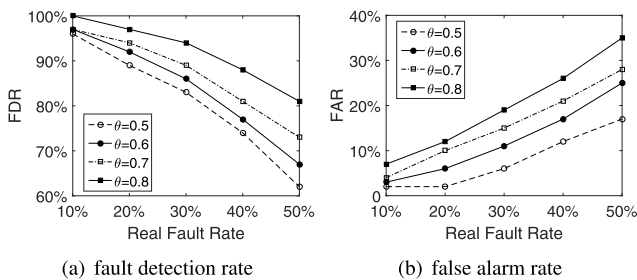 100%
90%
80%
70%
60%
FDR
θ=0.5
θ=0.6
θ=0.7
θ=0.8
10% 20% 30% 40% 50%
Real Fault Rate
(a) fault detection rate
40%
30%
20%
10%
0
FAR
θ=0.5
θ=0.6
θ=0.7
θ=0.8
10% 20% 30% 40% 50%
Real Fault Rate
(b) false alarm rate